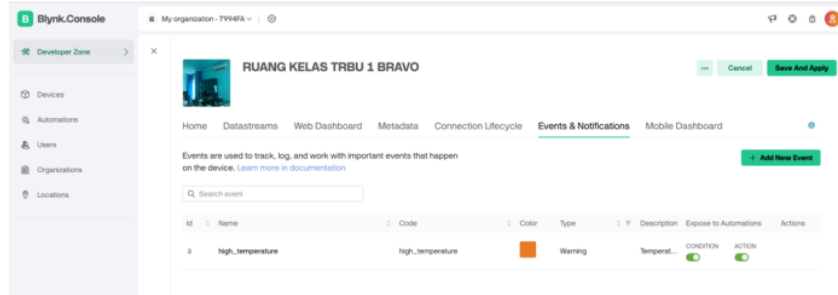 B Blynk.Console
My organization - 7994FA
Developer Zone
Devices
Automations
Users
Organizations
Locations
RUANG KELAS TRBU 1 BRAVO
Cancel
Save And Apply
Home Datastreams Web Dashboard Metadata Connection Lifecycle Events & Notifications Mobile Dashboard
Events are used to track, log, and work with important events that happen
on the device. Learn more in documentation
+ Add New Event
Search event
Id Name Code Color Type Description Expose to Automations Actions
3 high_temperature high_temperature Warning Temperat... CONDITION ACTION